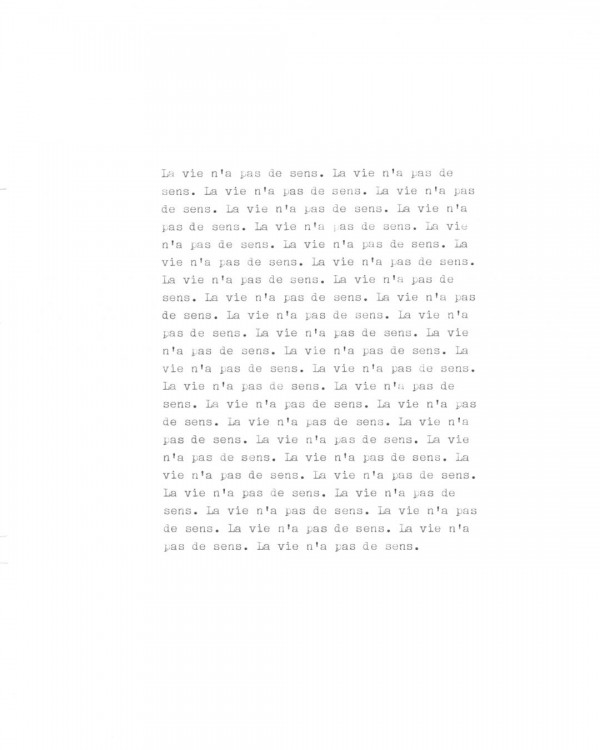 La vie n'a pas de sens. La vie n'a pas de
sens. La vie n'a pas de sens. La vie n'a pas
de sens. La vie n'a pas de sens. La vie n'a
pas de sens. La vie n'a pas de sens. La vie
n'a pas de sens. La vie n'a pas de sens. La
vie n'a pas de sens. La vie n'a pas de sens.
La vie n'a pas de sens. La vie n'a pas de
sens. La vie n'a pas de sens. La vie n'a pas
de sens. La vie n'a pas de sens. La vie n'a
pas de sens. La vie n'a pas de sens. La vie
n'a pas de sens. La vie n'a pas de sens. La
vie n'a pas de sens. La vie n'a pas de sens.
La vie n'a pas de sens. La vie n'a pas de
sens. La vie n'a pas de sens. La vie n'a pas
de sens. La vie n'a pas de sens. La vie n'a
pas de sens. La vie n'a pas de sens. La vie
n'a pas de sens. La vie n'a pas de sens. La
vie n'a pas de sens. La vie n'a pas de sens.
La vie n'a pas de sens. La vie n'a pas de
sens. La vie n'a pas de sens. La vie n'a pas
de sens. La vie n'a pas de sens. La vie n'a
pas de sens. La vie n'a pas de sens.